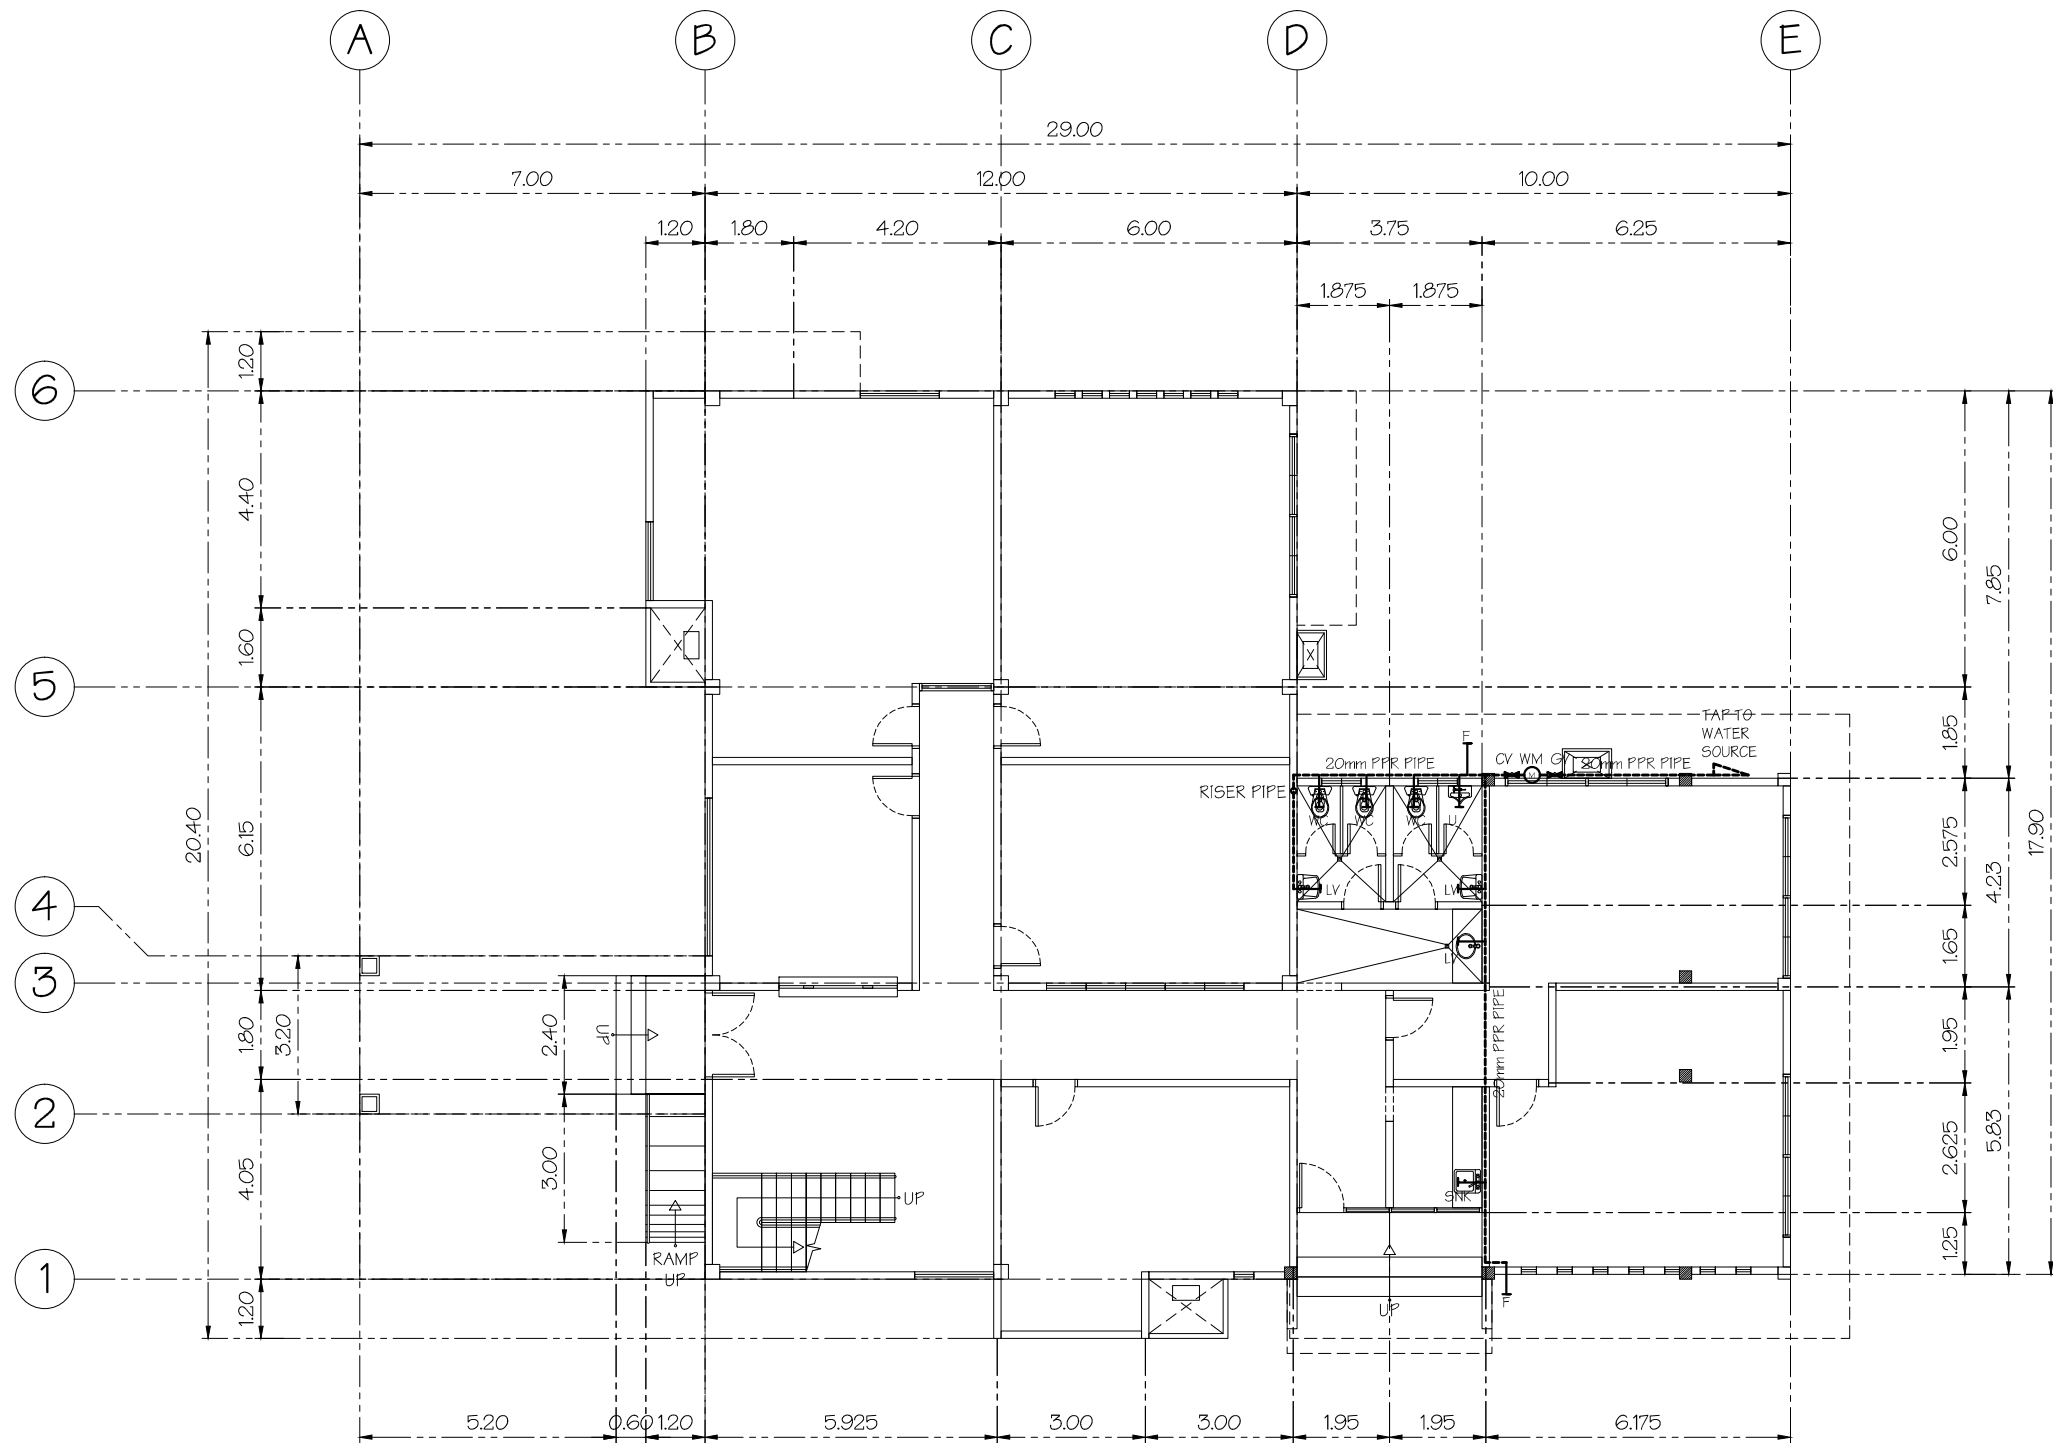 A B C D E
29.00
7.00 12.00 10.00
1.20 1.80 4.20 6.00 3.75 6.25
1.875 1.875
1.20
6
4.40
6.00
7.85
1.60
5
TAP TO
WATER
SOURCE
1.85
F
20mm PPR PIPE
CV WM GV
M
20mm PPR PIPE
X
X
X
RISER PIPE
WC WC WC U
20.40
6.15
2.575
17.90
LV LV
4.23
4
LV
1.65
3
UP
2.40
3.20
1.80
20mm PPR PIPE
1.95
2
5.83
3.00
4.05
2.625
UP
SNK
RAMP
UP
1.25
1
1.20
X
UP
F
5.20 0.60 1.20 5.925 3.00 3.00 1.95 1.95 6.175